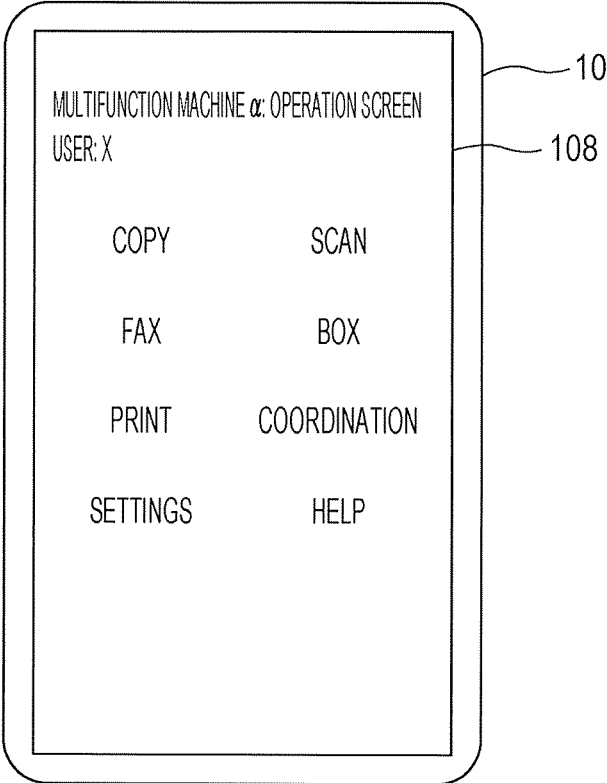 MULTIFUNCTION MACHINE α: OPERATION SCREEN
USER: X
10
108
COPY SCAN
FAX BOX
PRINT COORDINATION
SETTINGS HELP